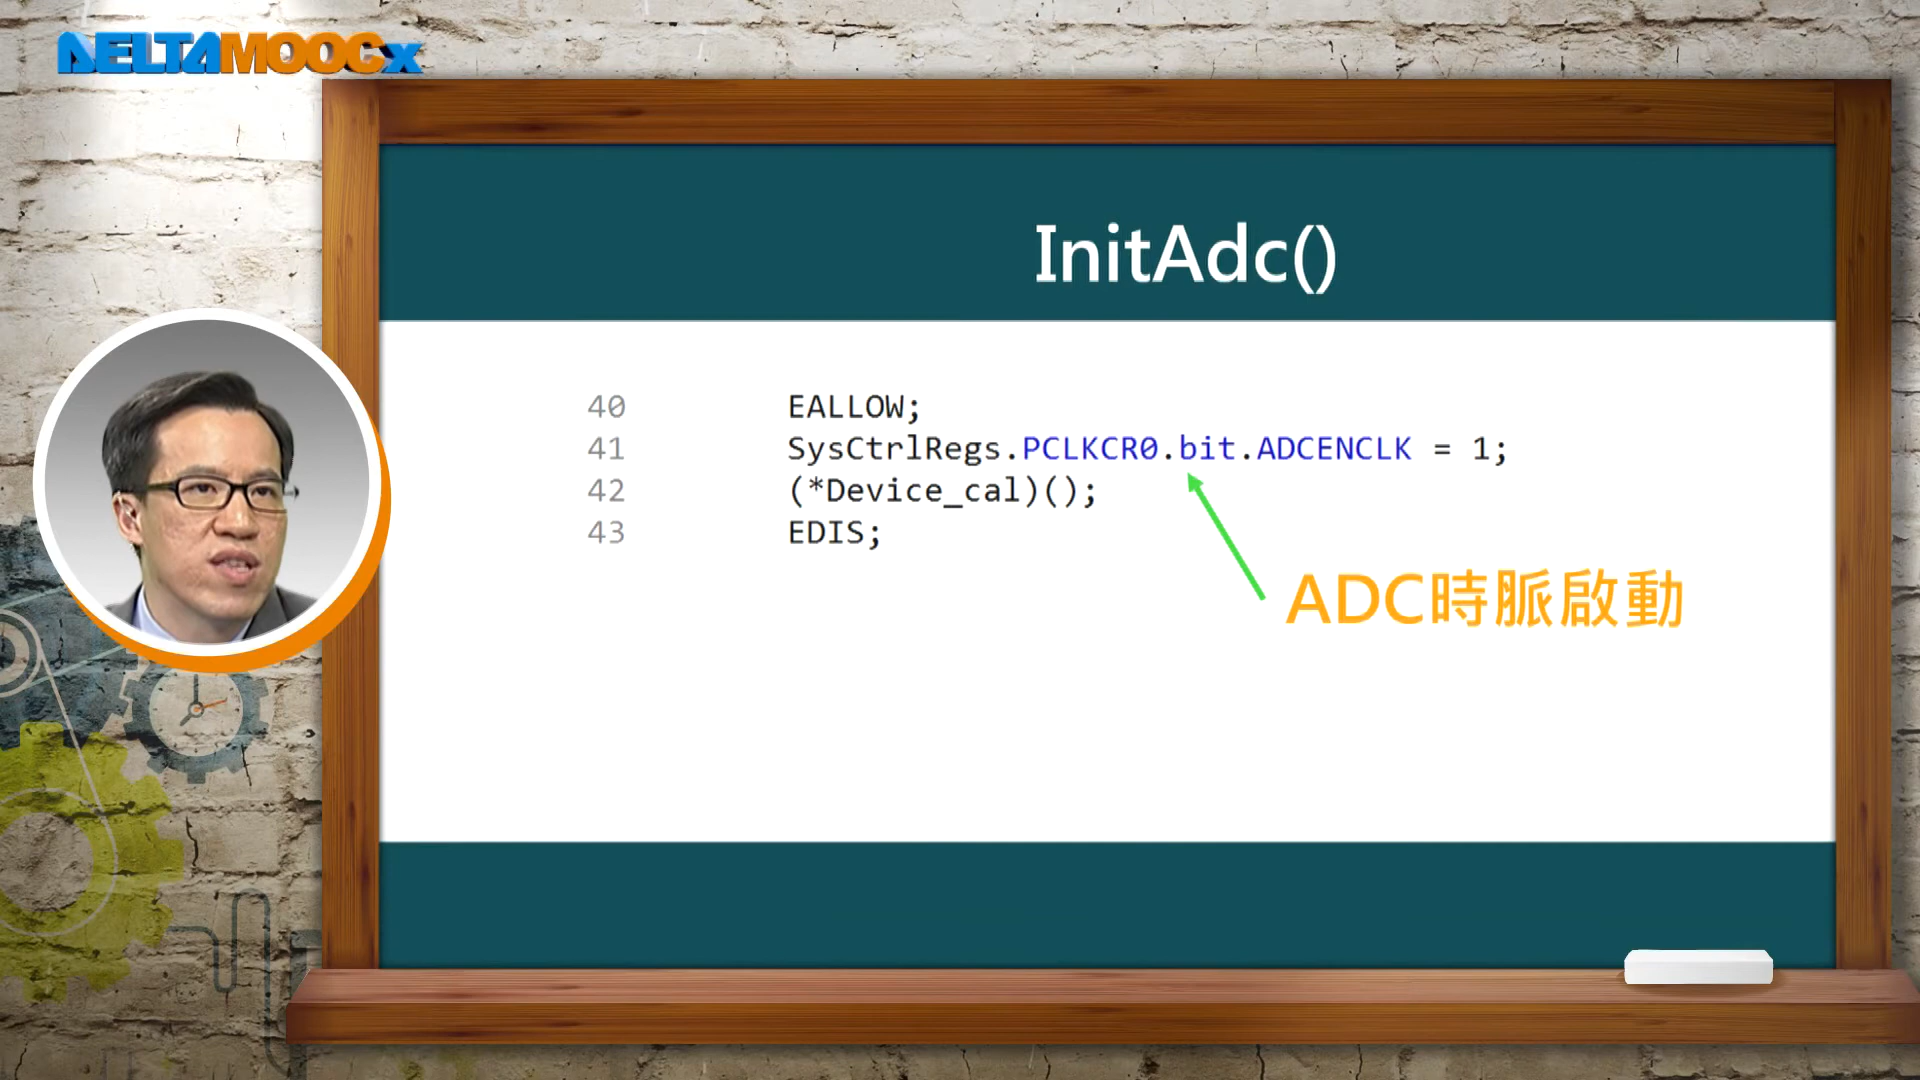 DELTAMOOCx
InitAdc()
40 EALLOW;
41 SysCtrlRegs.PCLKCR0.bit.ADCENCLK = 1;
42 (*Device_cal)();
43 EDIS;
ADC時脈啟動